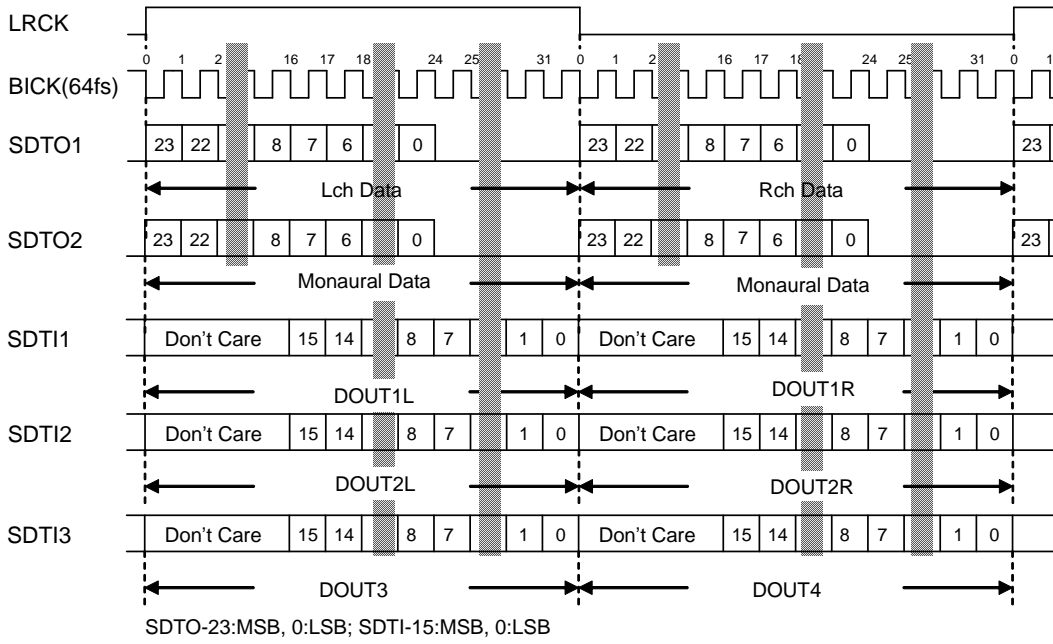 LRCK
0 1 2 16 17 18 24 25 31 0 1 2 16 17 18 24 25 31 0 1
BICK(64fs)
SDTO1 23 22 8 7 6 0 23 22 8 7 6 0 23
Lch Data Rch Data
SDTO2 23 22 8 7 6 0 23 22 8 7 6 0 23
Monaural Data Monaural Data
SDTI1 Don't Care 15 14 8 7 1 0 Don't Care 15 14 8 7 1 0
DOUT1L DOUT1R
SDTI2 Don't Care 15 14 8 7 1 0 Don't Care 15 14 8 7 1 0
DOUT2L DOUT2R
SDTI3 Don't Care 15 14 8 7 1 0 Don't Care 15 14 8 7 1 0
DOUT3 DOUT4
SDTO-23:MSB, 0:LSB; SDTI-15:MSB, 0:LSB